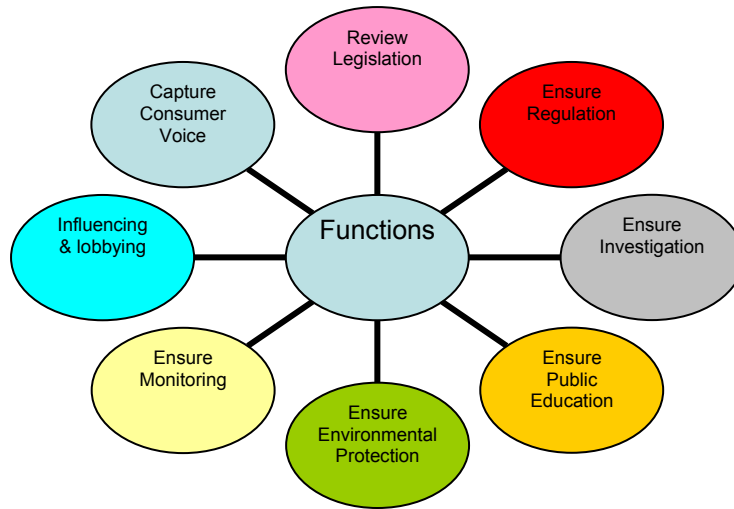 Review
Legislation
Ensure
Regulation
Ensure
Investigation
Ensure
Public
Education
Ensure
Environmental
Protection
Ensure
Monitoring
Influencing
& lobbying
Capture
Consumer
Voice
Functions